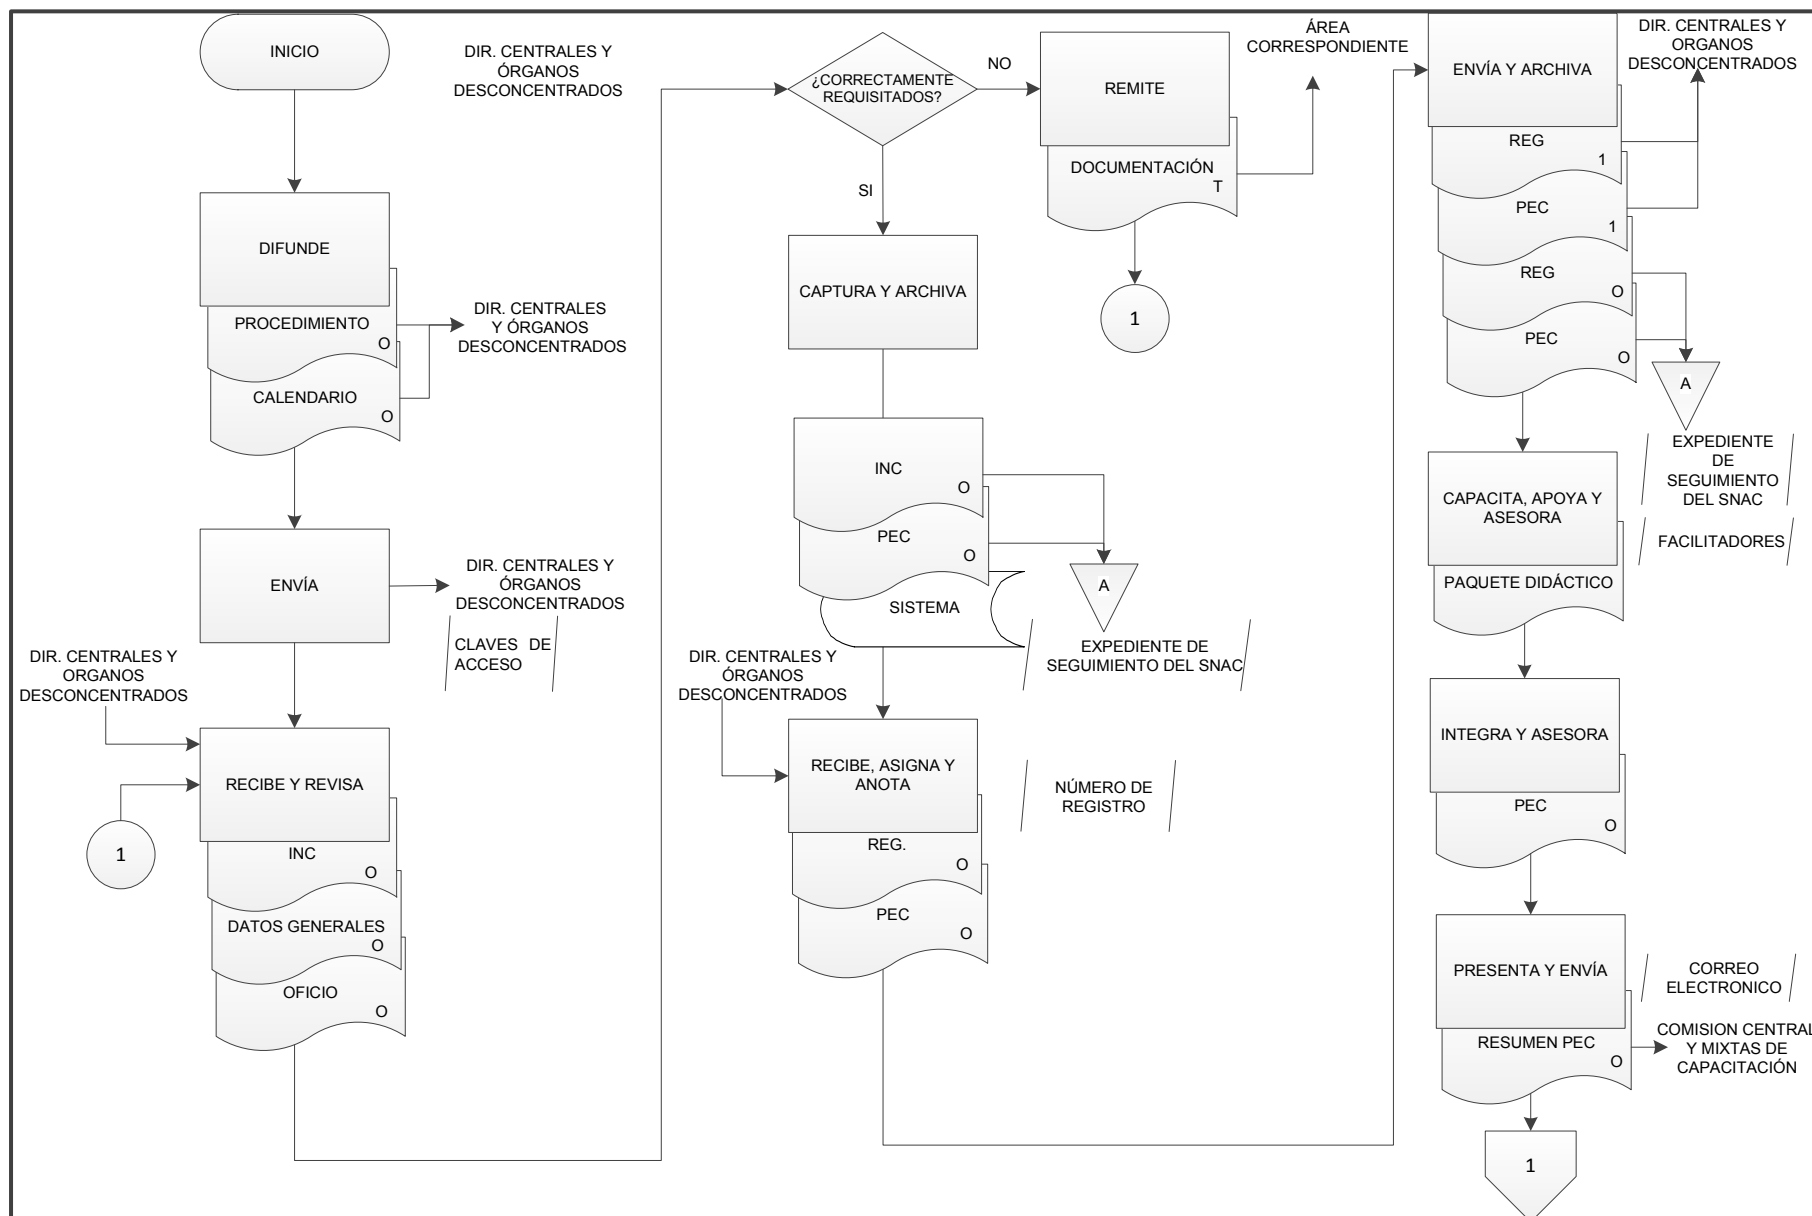 INICIO
DIR. CENTRALES Y
ÓRGANOS
DESCONCENTRADOS
DIFUNDE
PROCEDIMIENTO
O
CALENDARIO
O
DIR. CENTRALES
Y ÓRGANOS
DESCONCENTRADOS
ENVÍA
DIR. CENTRALES Y
ÓRGANOS
DESCONCENTRADOS
CLAVES DE
ACCESO
DIR. CENTRALES Y
ORGANOS
DESCONCENTRADOS
RECIBE Y REVISA
1
INC
O
DATOS GENERALES
O
OFICIO
O
¿CORRECTAMENTE
REQUISITADOS?
NO
SI
REMITE
DOCUMENTACIÓN
T
ÁREA
CORRESPONDIENTE
1
CAPTURA Y ARCHIVA
INC
O
PEC
O
SISTEMA
A
EXPEDIENTE DE
SEGUIMIENTO DEL SNAC
DIR. CENTRALES Y
ÓRGANOS
DESCONCENTRADOS
RECIBE, ASIGNA Y
ANOTA
NÚMERO DE
REGISTRO
REG.
O
PEC
O
ENVÍA Y ARCHIVA
DIR. CENTRALES Y
ORGANOS
DESCONCENTRADOS
REG
1
PEC
1
REG
O
PEC
O
A
EXPEDIENTE
DE
SEGUIMIENTO
DEL SNAC
CAPACITA, APOYA Y
ASESORA
FACILITADORES
PAQUETE DIDÁCTICO
INTEGRA Y ASESORA
PEC
O
PRESENTA Y ENVÍA
CORREO
ELECTRONICO
RESUMEN PEC
O
COMISION CENTRAL
Y MIXTAS DE
CAPACITACIÓN
1